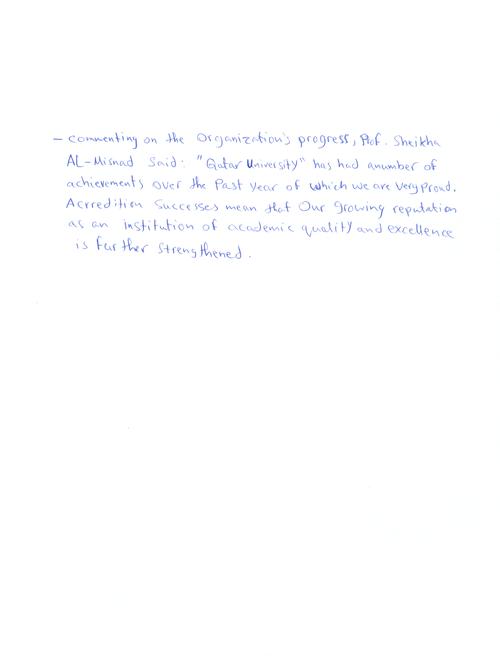 - Commenting on the Organization's progress, Prof. Sheikha
AL-Misnad Said: "Qatar University" has had anumber of
achievements over the Past year of which we are very Proud.
Acrredition Successes mean that Our growing reputation
as an institution of academic quality and excellence
is further strengthened.